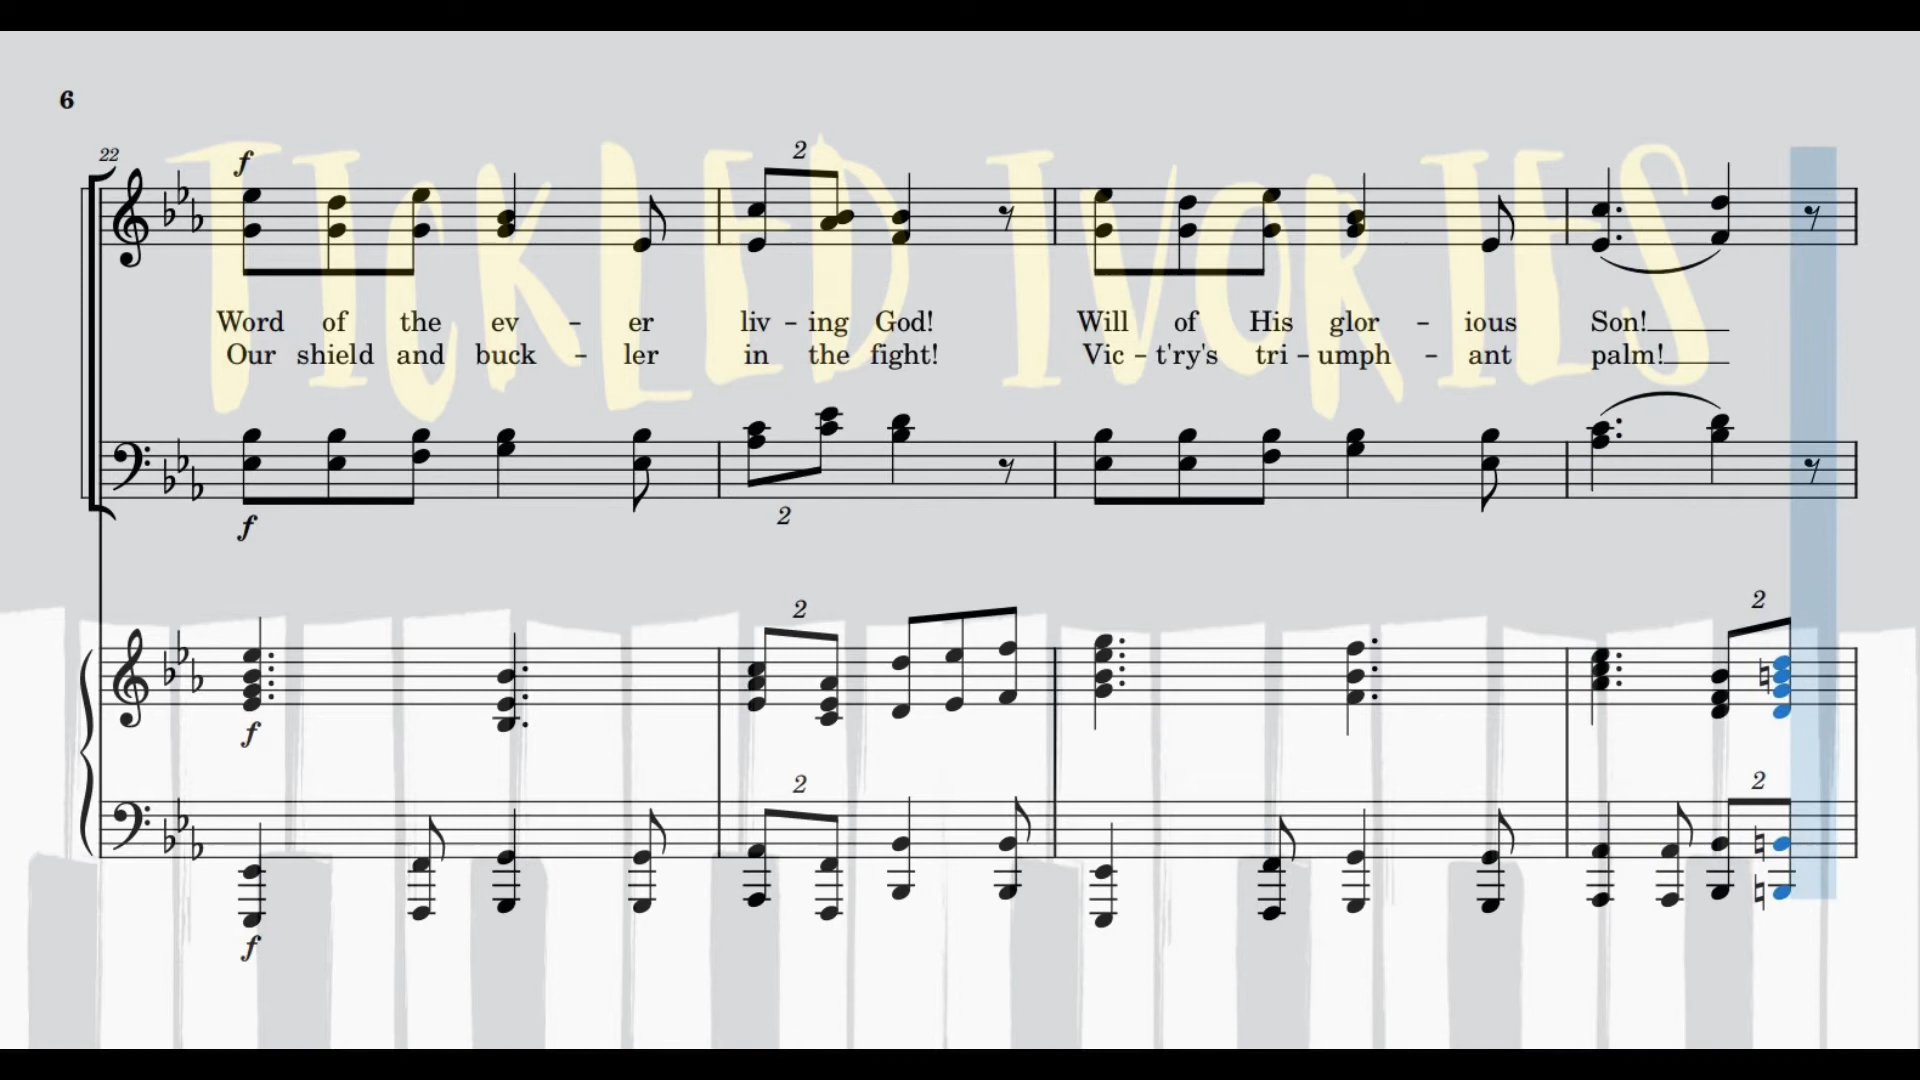 6
22
f
2
TICKLED IVORIES
Word of the ev - er liv - ing God! Will of His glor - ious Son!
Our shield and buck - ler in the fight! Vic - t'ry's tri - umph - ant palm!
f
2
2
2
f
2
2
f